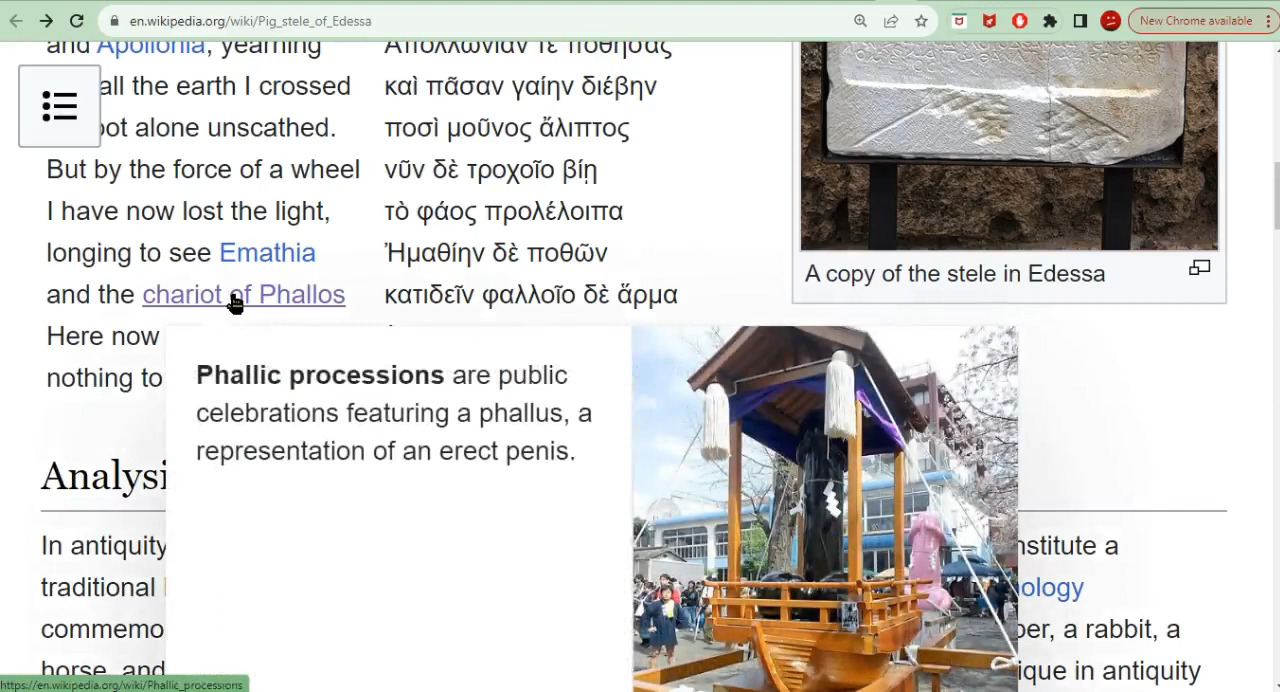 en.wikipedia.org/wiki/Pig_stele_of_Edessa
New Chrome available
and Apollonia, yearning
all the earth I crossed
foot alone unscathed.
But by the force of a wheel
I have now lost the light,
longing to see Emathia
and the chariot of Phallos
Here now
nothing to
Ἀπολλωνίαν τε ποθήσας
καὶ πᾶσαν γαίην διέβην
ποσὶ μοῦνος ἄλιπτος
νῦν δὲ τροχοῖο βίῃ
τὸ φάος προλέλοιπα
Ἠμαθίην δὲ ποθῶν
κατιδεῖν φαλλοῖο δὲ ἅρμα
A copy of the stele in Edessa
Phallic processions are public
celebrations featuring a phallus, a
representation of an erect penis.
Analysi
In antiquity
nstitute a
traditional
ology
commemo
per, a rabbit, a
horse, and
ique in antiquity
https://en.wikipedia.org/wiki/Phallic_processions